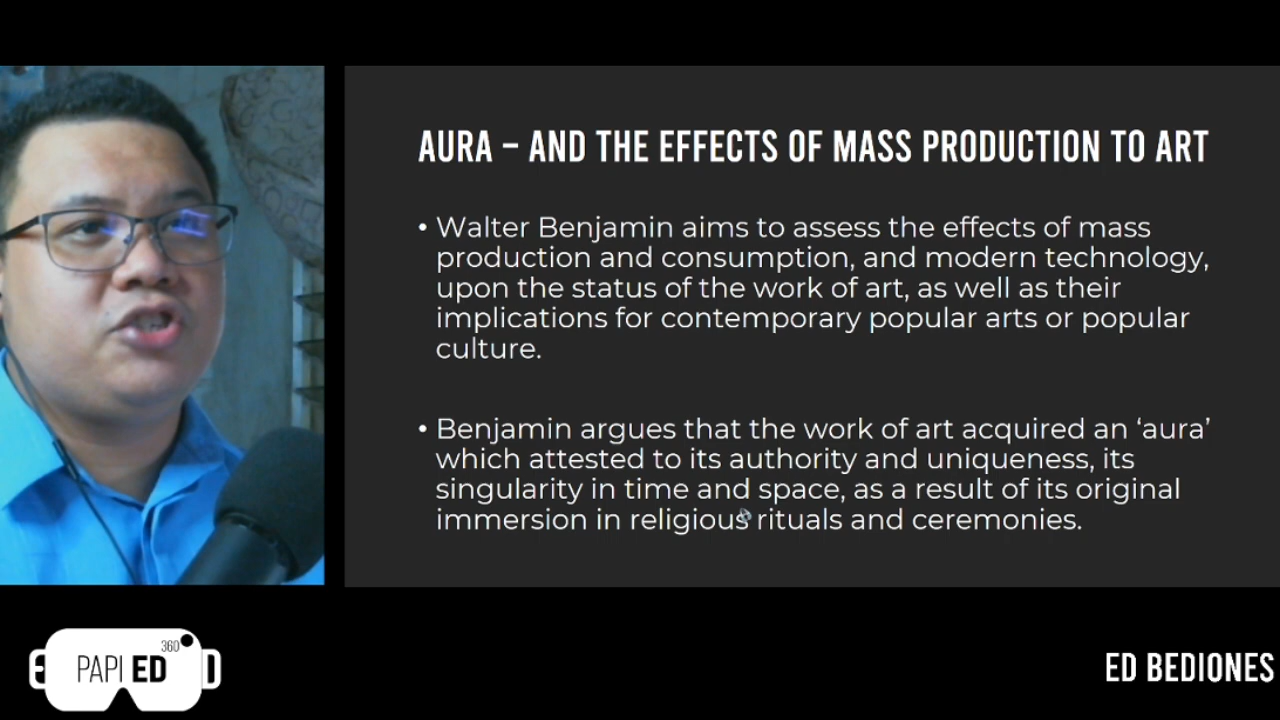 AURA – AND THE EFFECTS OF MASS PRODUCTION TO ART
• Walter Benjamin aims to assess the effects of mass
production and consumption, and modern technology,
upon the status of the work of art, as well as their
implications for contemporary popular arts or popular
culture.
• Benjamin argues that the work of art acquired an ‘aura’
which attested to its authority and uniqueness, its
singularity in time and space, as a result of its original
immersion in religious rituals and ceremonies.
360
PAPI ED
ED BEDIONES